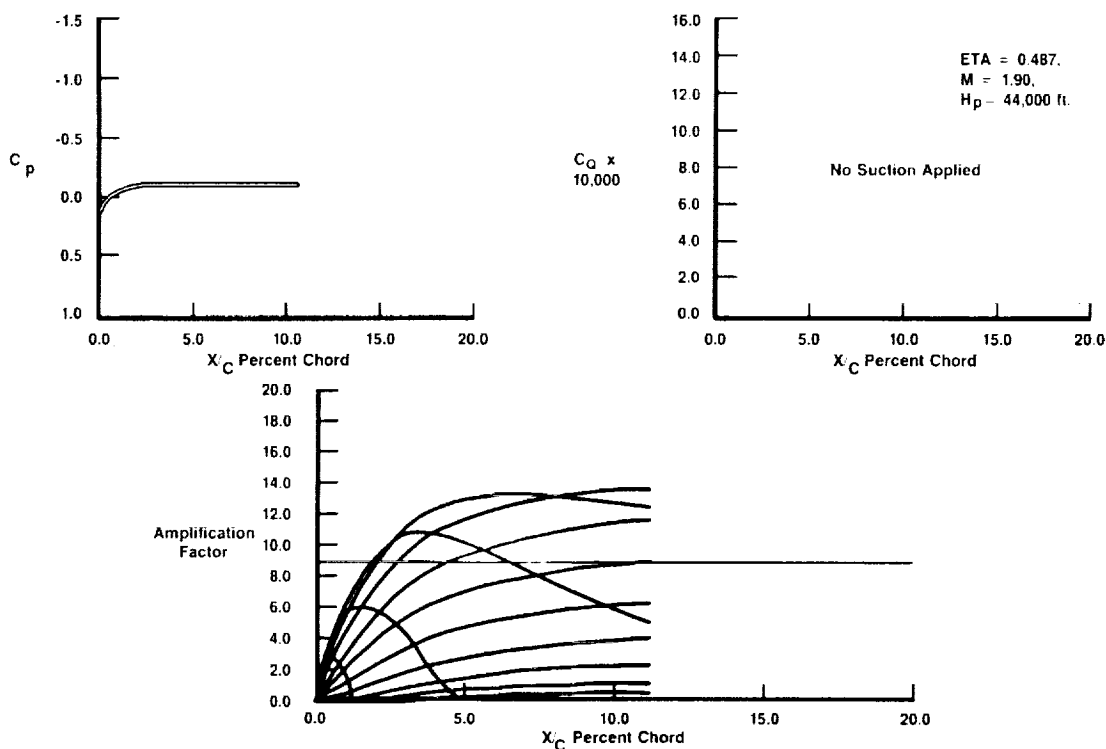 -1.5
-1.0
-0.5
0.0
0.5
1.0
C p
0.0 5.0 10.0 15.0 20.0
X/C Percent Chord
16.0
14.0
12.0
10.0
8.0
6.0
4.0
2.0
0.0
C Q x
10,000
ETA = 0.487,
M = 1.90,
Hp = 44,000 ft.
No Suction Applied
0.0 5.0 10.0 15.0 20.0
X/C Percent Chord
20.0
18.0
16.0
14.0
12.0
10.0
8.0
6.0
4.0
2.0
0.0
Amplification
Factor
0.0 5.0 10.0 15.0 20.0
X/C Percent Chord